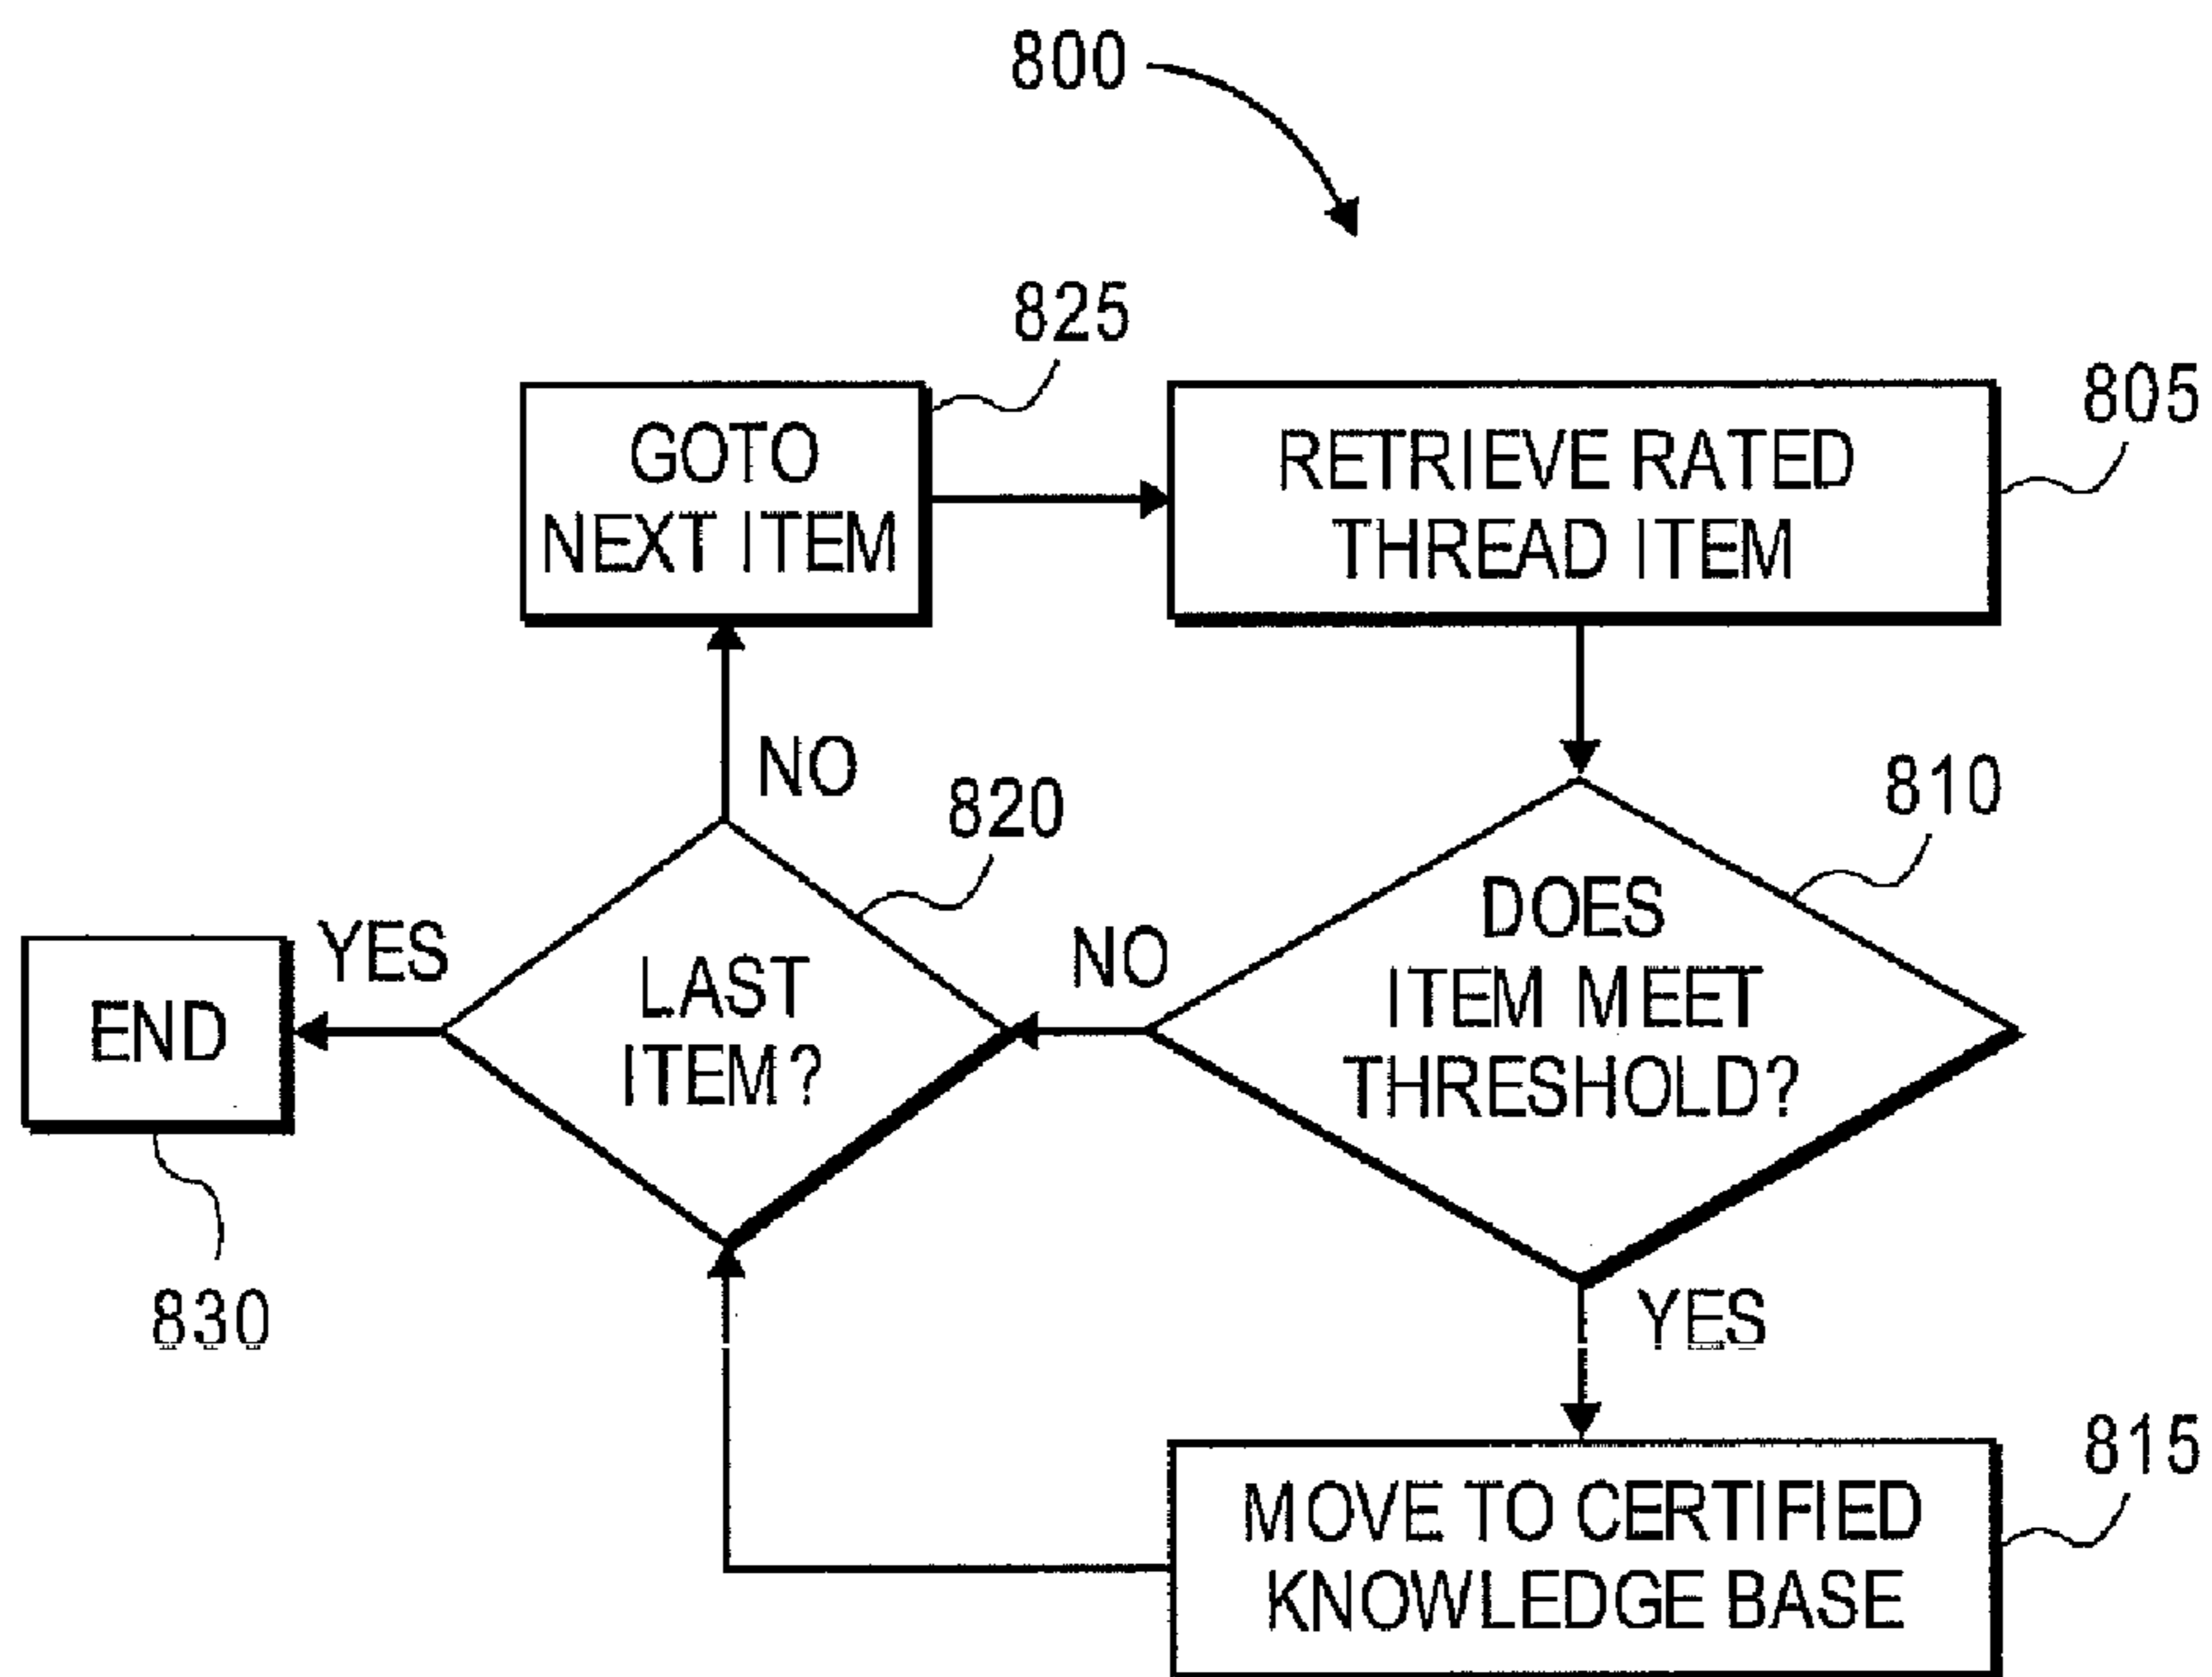 800
825
GOTO
NEXT ITEM
805
RETRIEVE RATED
THREAD ITEM
NO
820
810
DOES
ITEM MEET
THRESHOLD?
NO
LAST
ITEM?
YES
END
830
YES
815
MOVE TO CERTIFIED
KNOWLEDGE BASE